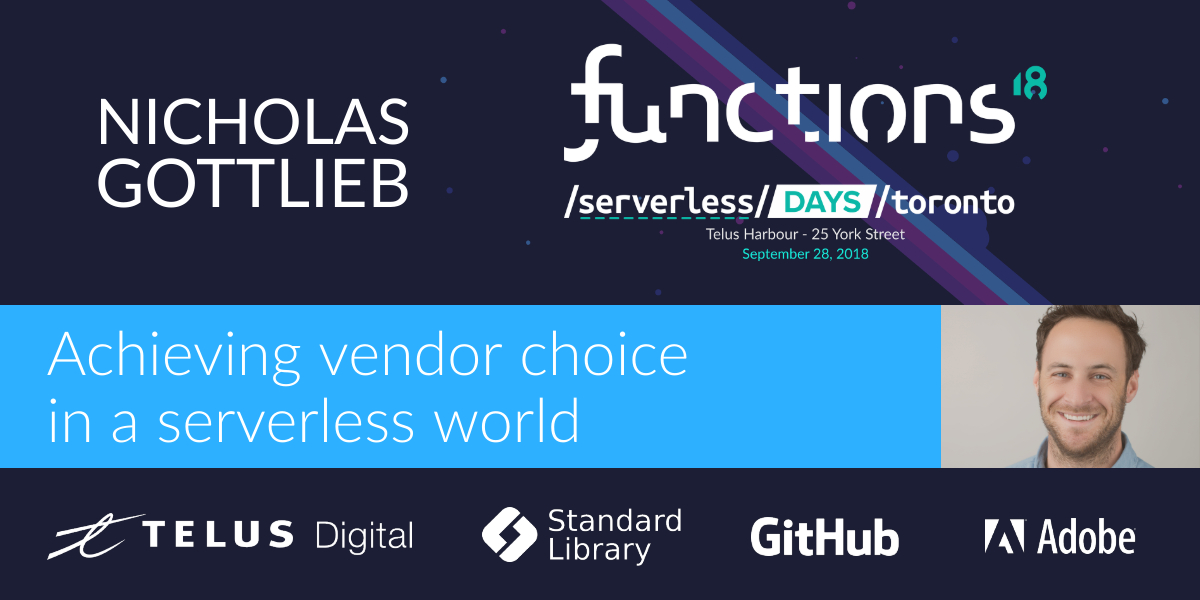 NICHOLAS
GOTTLIEB
functions18
/serverless//DAYS//toronto
Telus Harbour - 25 York Street
September 28, 2018
Achieving vendor choice
in a serverless world
TELUS Digital
Standard
Library
GitHub
Adobe